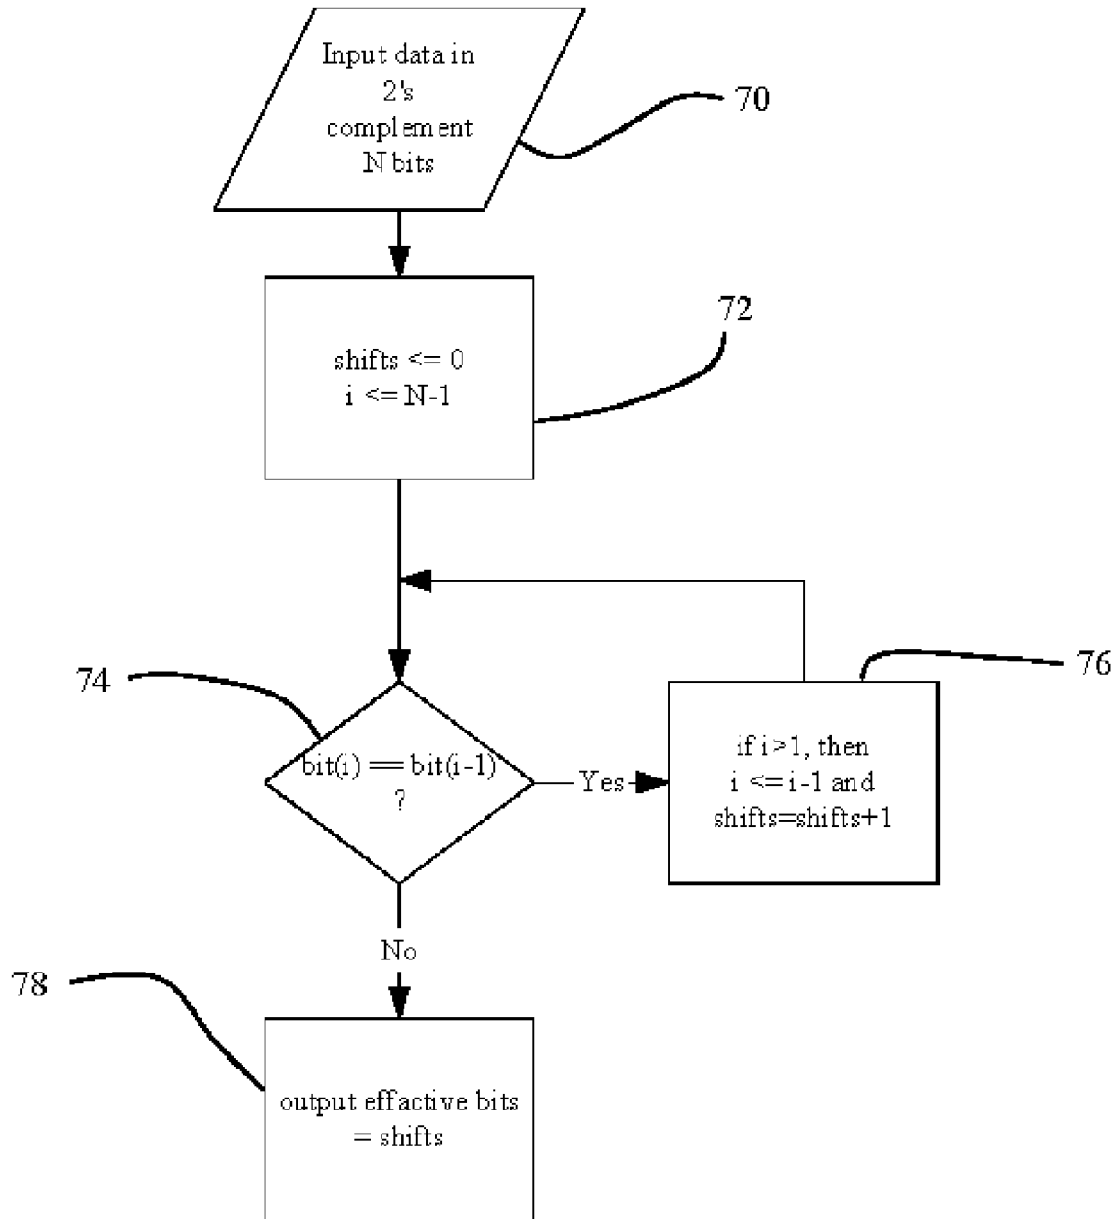 Input data in
2's
complement
N bits
70
72
shifts <= 0
i <= N-1
74
76
bit(i) == bit(i-1)
?
Yes
if i>1, then
i <= i-1 and
shifts=shifts+1
No
78
output effactive bits
= shifts